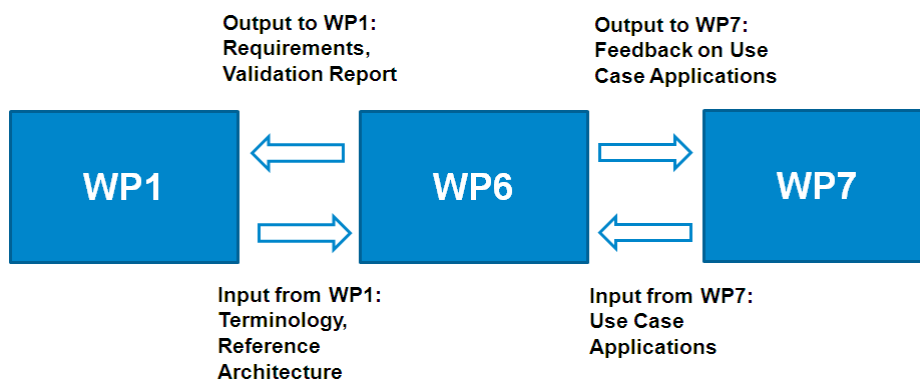 Output to WP1:
Requirements,
Validation Report
Output to WP7:
Feedback on Use
Case Applications
WP1
WP6
WP7
Input from WP1:
Terminology,
Reference
Architecture
Input from WP7:
Use Case
Applications